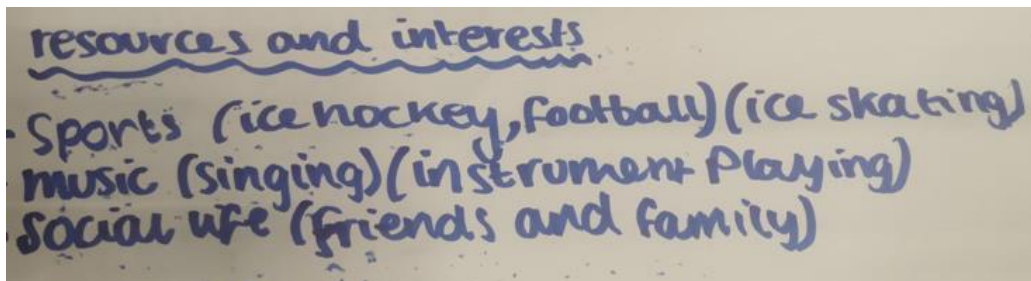 resources and interests
- Sports (ice hockey, football) (ice skating)
- music (singing) (instrument Playing)
- Social life (friends and family)